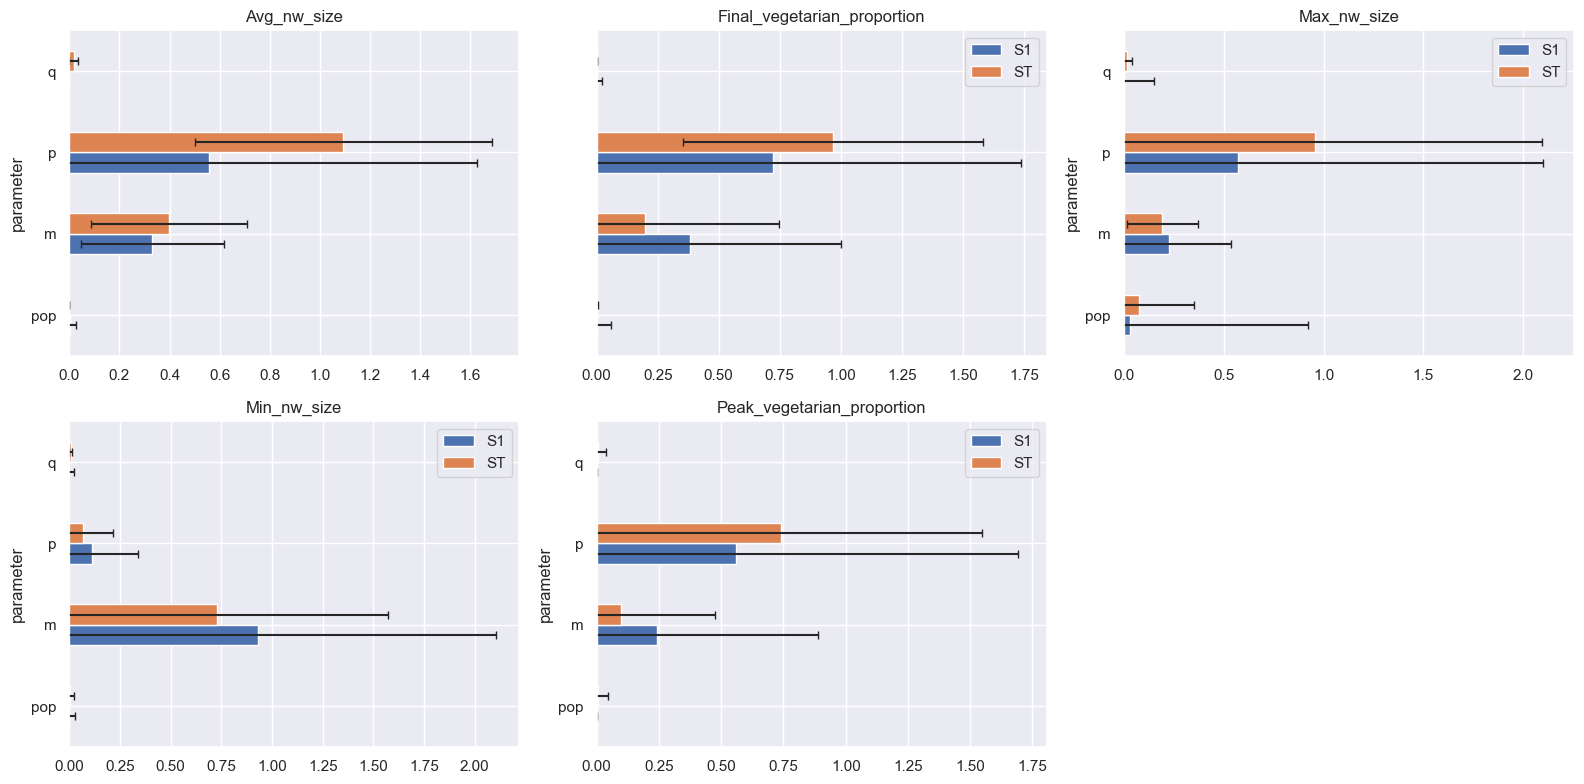 Avg_nw_size
parameter
q
p
m
pop
0.0 0.2 0.4 0.6 0.8 1.0 1.2 1.4 1.6
Final_vegetarian_proportion
S1
ST
0.00 0.25 0.50 0.75 1.00 1.25 1.50 1.75
Max_nw_size
S1
ST
parameter
q
p
m
pop
0.0 0.5 1.0 1.5 2.0
Min_nw_size
S1
ST
parameter
q
p
m
pop
0.00 0.25 0.50 0.75 1.00 1.25 1.50 1.75 2.00
Peak_vegetarian_proportion
S1
ST
parameter
q
p
m
pop
0.00 0.25 0.50 0.75 1.00 1.25 1.50 1.75